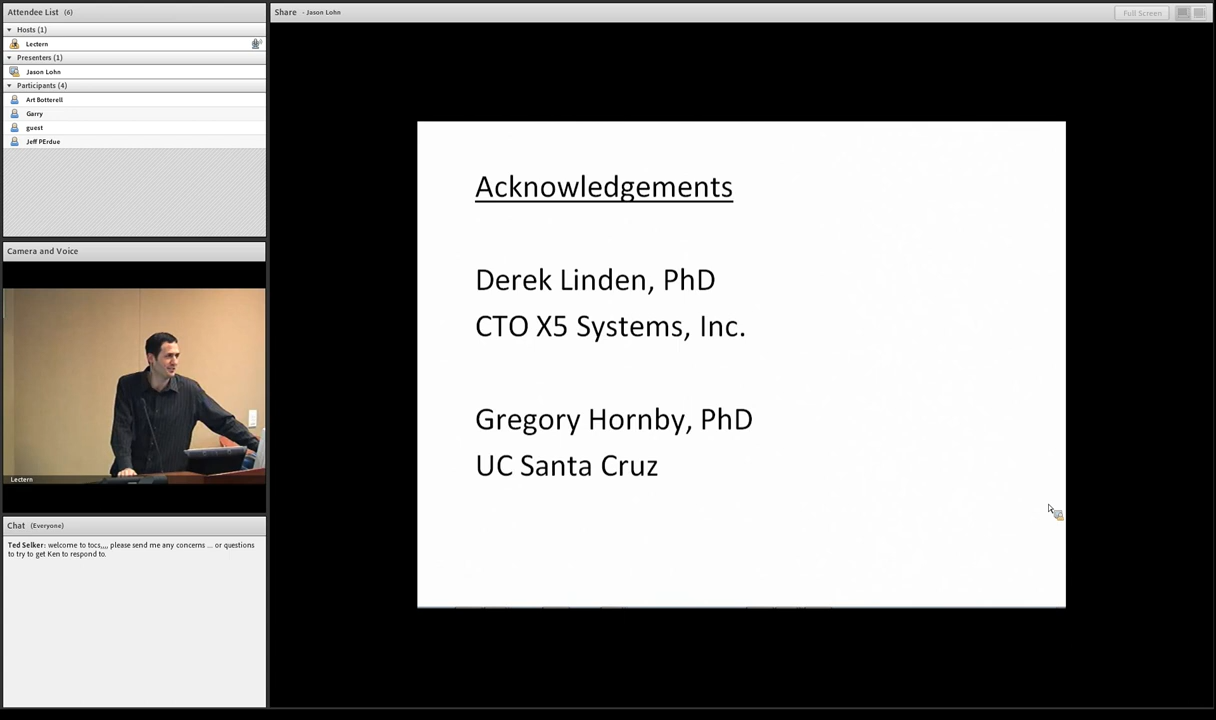 Attendee List (6)
Hosts (1)
Lectern
Presenters (1)
Jason Lohn
Participants (4)
Art Botterell
Garry
guest
Jeff PErdue
Camera and Voice
Lectern
Chat (Everyone)
Ted Selker: welcome to tocs,,,, please send me any concerns ... or questions
to try to get Ken to respond to.
Share - Jason Lohn
Full Screen
Acknowledgements
Derek Linden, PhD
CTO X5 Systems, Inc.
Gregory Hornby, PhD
UC Santa Cruz